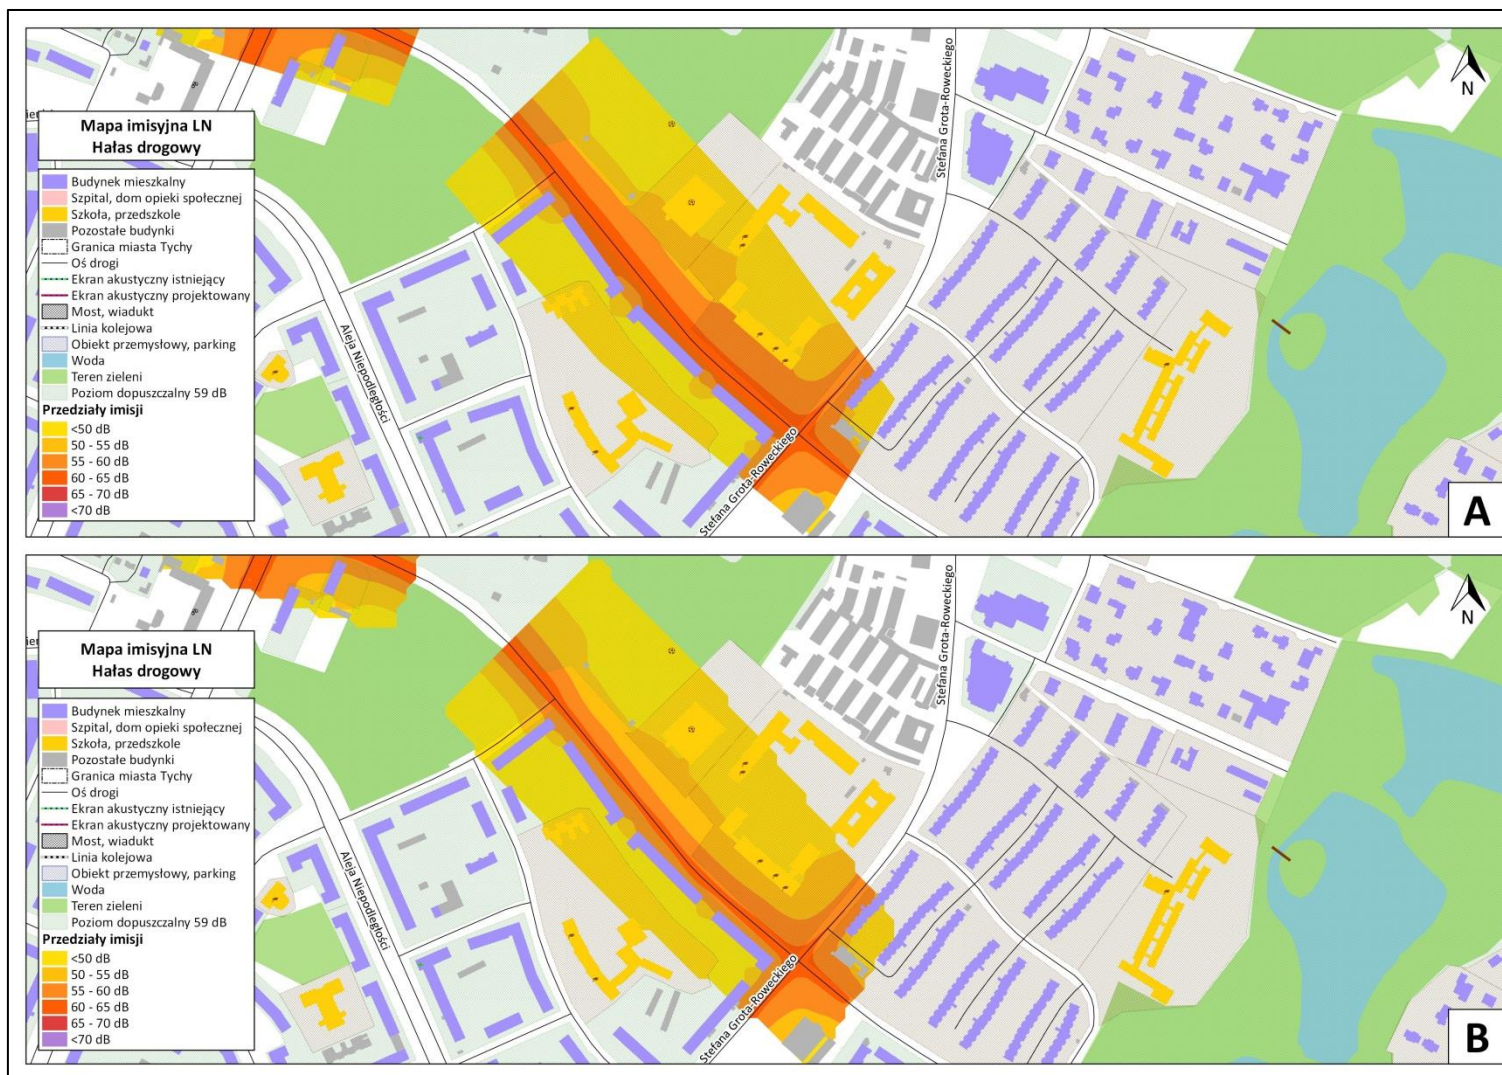 Mapa imisyjna LN
Hałas drogowy
Budynek mieszkalny
Szpital, dom opieki społecznej
Szkoła, przedszkole
Pozostałe budynki
Granica miasta Tychy
Oś drogi
Ekran akustyczny istniejący
Ekran akustyczny projektowany
Most, wiadukt
Linia kolejowa
Obiekt przemysłowy, parking
Woda
Teren zieleni
Poziom dopuszczalny 59 dB
Przedziały imisji
<50 dB
50 - 55 dB
55 - 60 dB
60 - 65 dB
65 - 70 dB
<70 dB
Aleja Niepodległości
Stefana Grota-Roweckiego
Stefana Grota-Roweckiego
N
A
Mapa imisyjna LN
Hałas drogowy
Budynek mieszkalny
Szpital, dom opieki społecznej
Szkoła, przedszkole
Pozostałe budynki
Granica miasta Tychy
Oś drogi
Ekran akustyczny istniejący
Ekran akustyczny projektowany
Most, wiadukt
Linia kolejowa
Obiekt przemysłowy, parking
Woda
Teren zieleni
Poziom dopuszczalny 59 dB
Przedziały imisji
<50 dB
50 - 55 dB
55 - 60 dB
60 - 65 dB
65 - 70 dB
<70 dB
Aleja Niepodległości
Stefana Grota-Roweckiego
Stefana Grota-Roweckiego
N
B